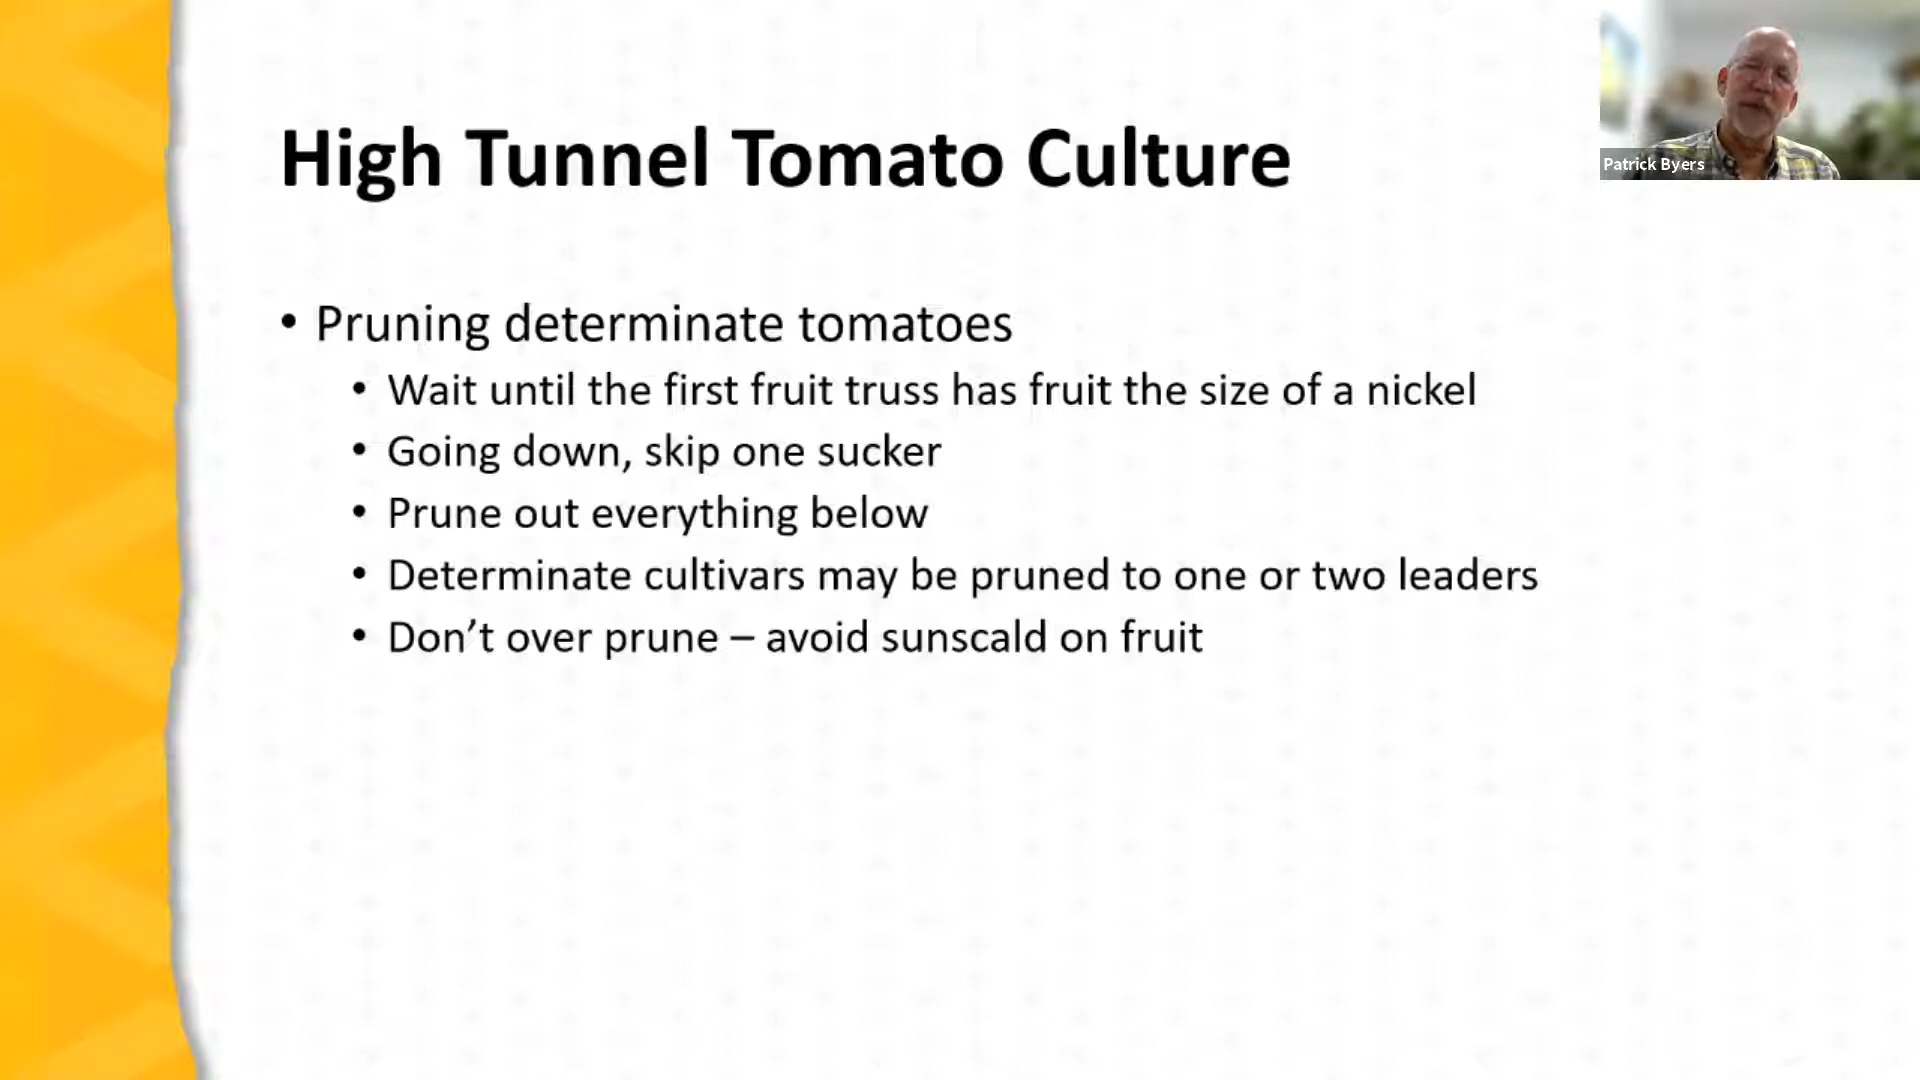 High Tunnel Tomato Culture
Patrick Byers
• Pruning determinate tomatoes
• Wait until the first fruit truss has fruit the size of a nickel
• Going down, skip one sucker
• Prune out everything below
• Determinate cultivars may be pruned to one or two leaders
• Don’t over prune – avoid sunscald on fruit